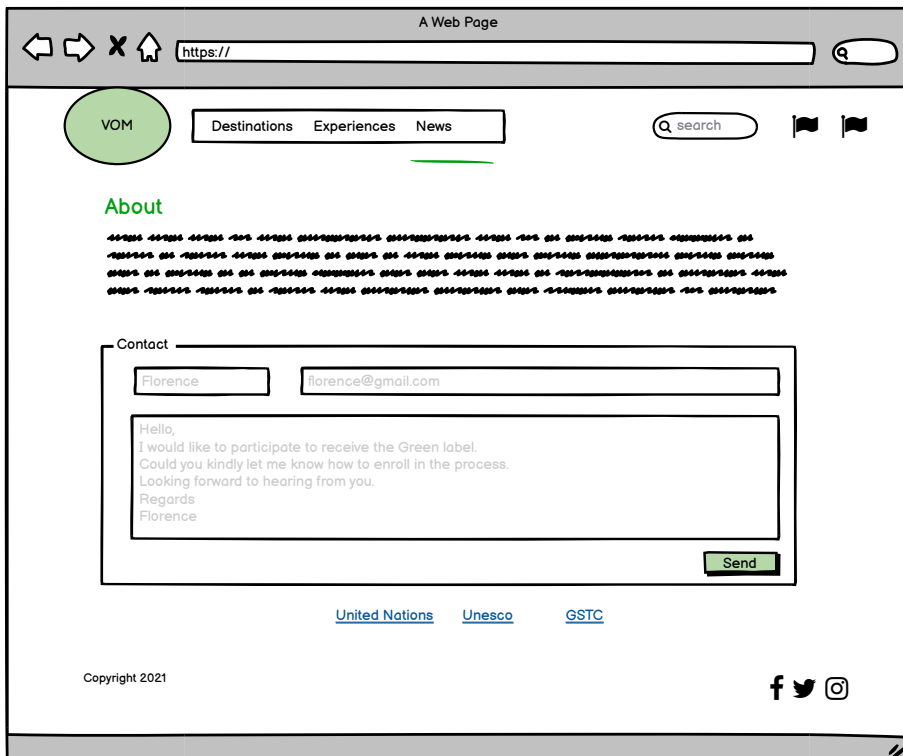 A Web Page
https://
VOM
Destinations Experiences News
search
About
Contact
Florence
florence@gmail.com
Hello,
I would like to participate to receive the Green label.
Could you kindly let me know how to enroll in the process.
Looking forward to hearing from you.
Regards
Florence
Send
United Nations Unesco GSTC
Copyright 2021